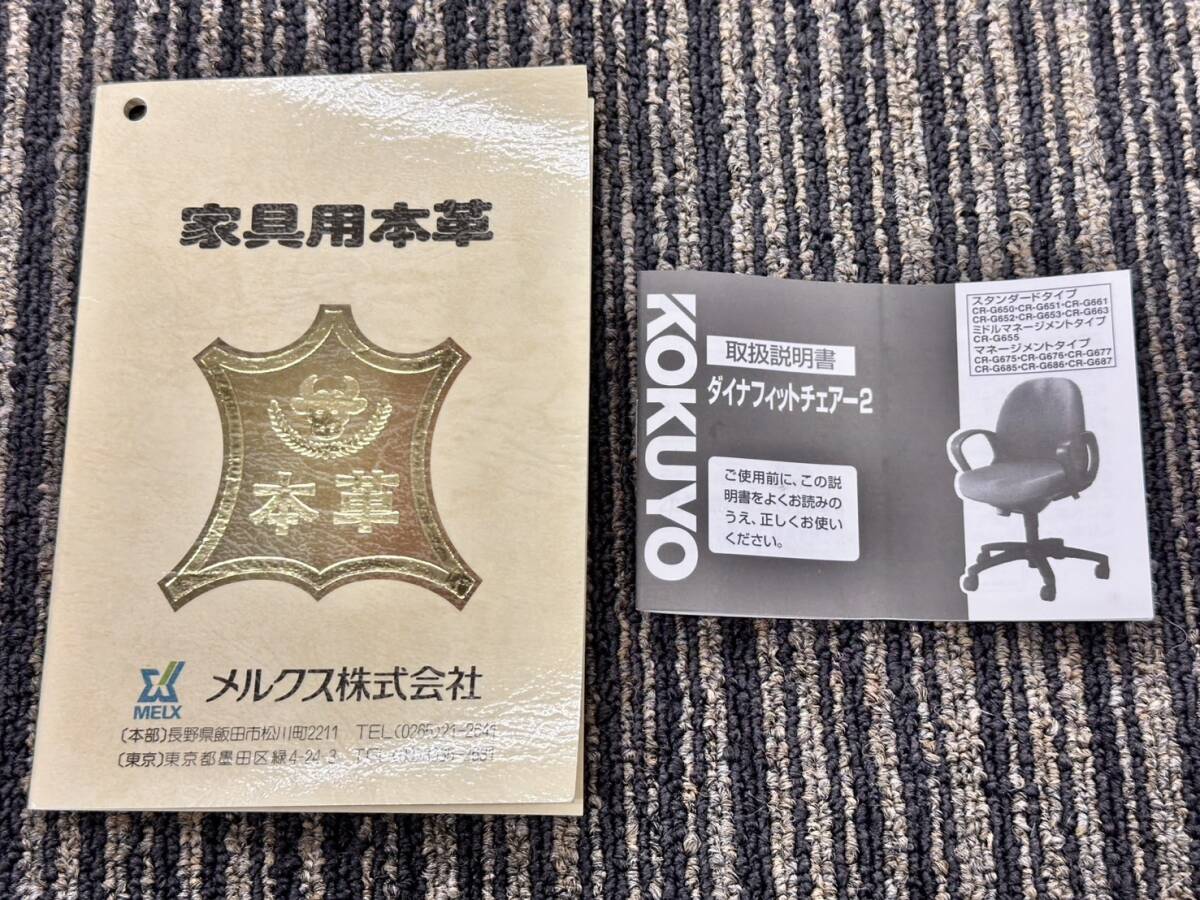 家具用本革
本革
MELX
メルクス株式会社
〔本部〕長野県飯田市松川町2211 TEL
〔東京〕東京都墨田区緑4-24-3
KOKUYO
取扱説明書
ダイナフィットチェアー2
ご使用前に、この説
明書をよくお読みの
うえ、正しくお使い
ください。
スタンダードタイプ
CR-G650・CR-G651・CR-G661
CR-G652・CR-G653・CR-G663
ミドルマネージメントタイプ
CR-G655
マネージメントタイプ
CR-G675・CR-G676・CR-G677
CR-G685・CR-G686・CR-G687